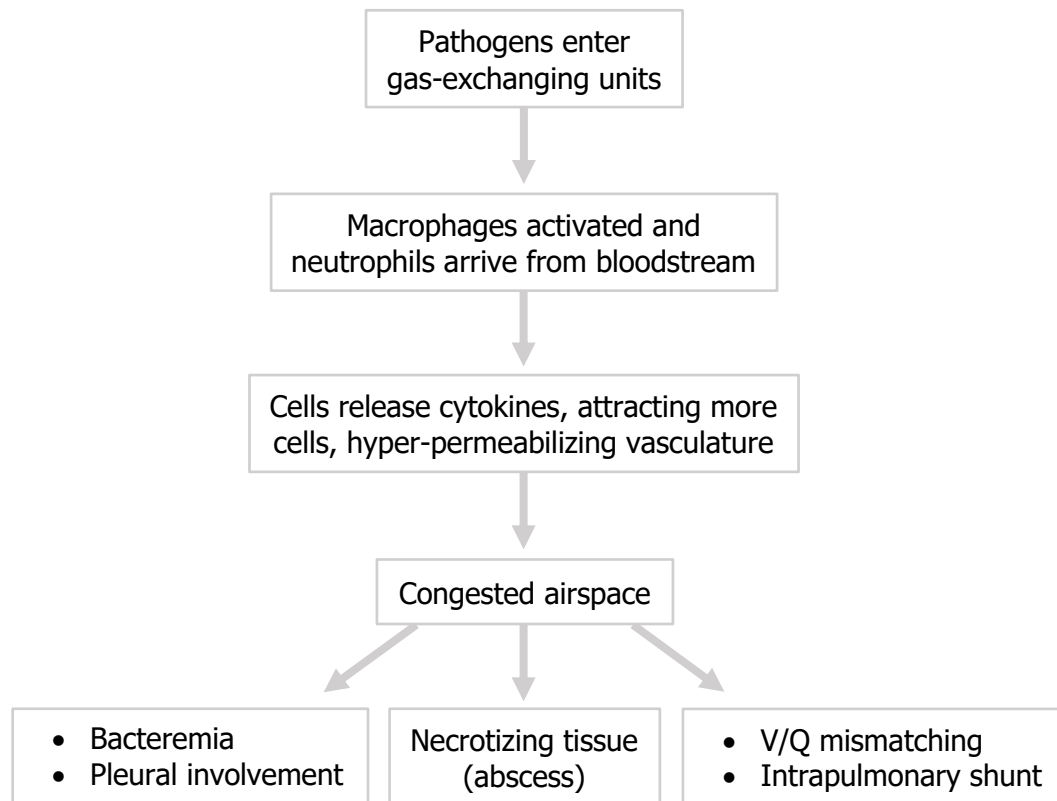 Pathogens enter
gas-exchanging units
Macrophages activated and
neutrophils arrive from bloodstream
Cells release cytokines, attracting more
cells, hyper-permeabilizing vasculature
Congested airspace
• Bacteremia
• Pleural involvement
Necrotizing tissue
(abscess)
• V/Q mismatching
• Intrapulmonary shunt